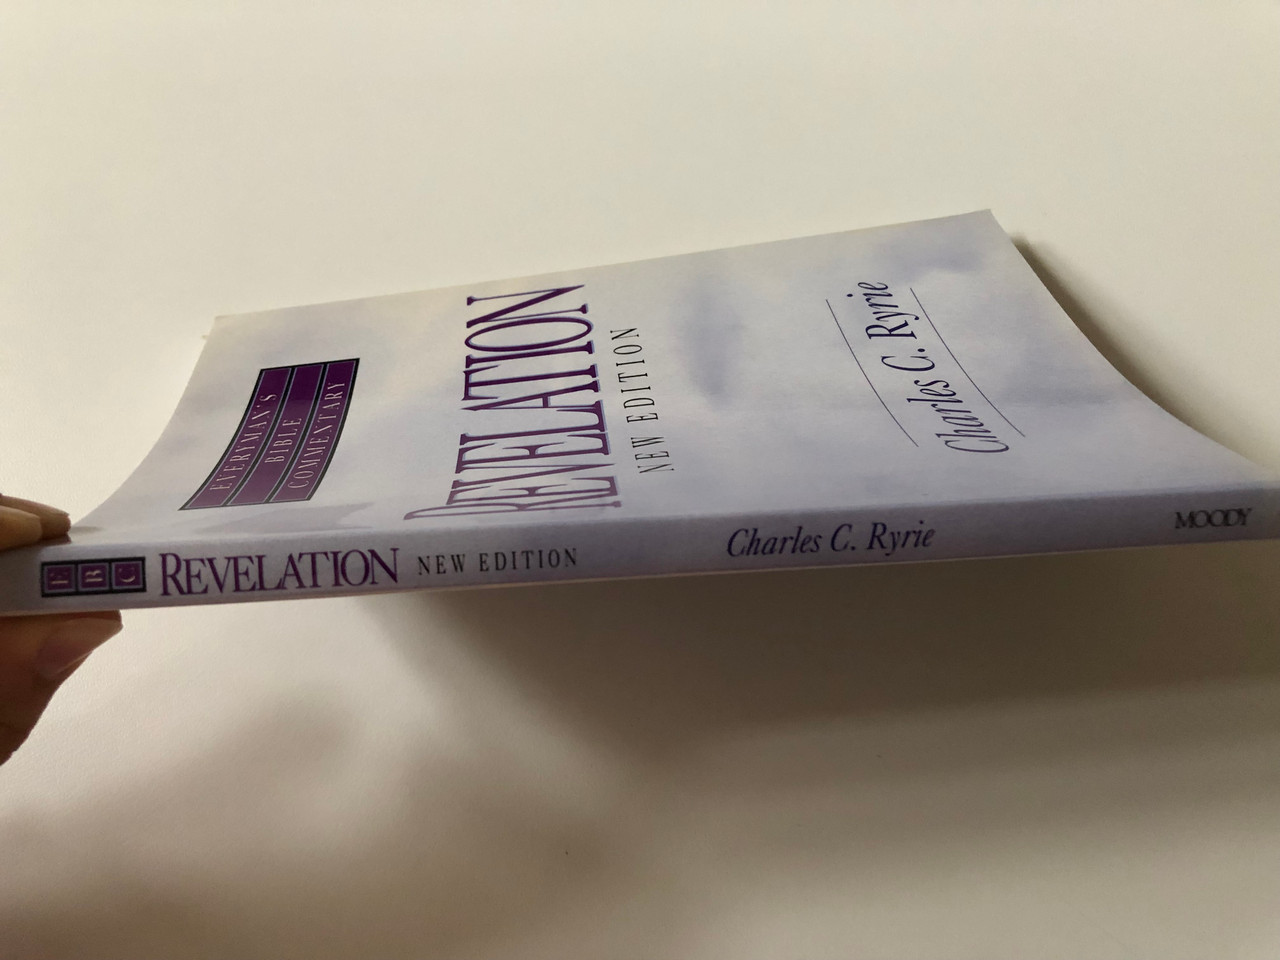 EVERYMAN'S
BIBLE
COMMENTARY
REVELATION
NEW EDITION
Charles C. Ryrie
E B C REVELATION NEW EDITION Charles C. Ryrie MOODY